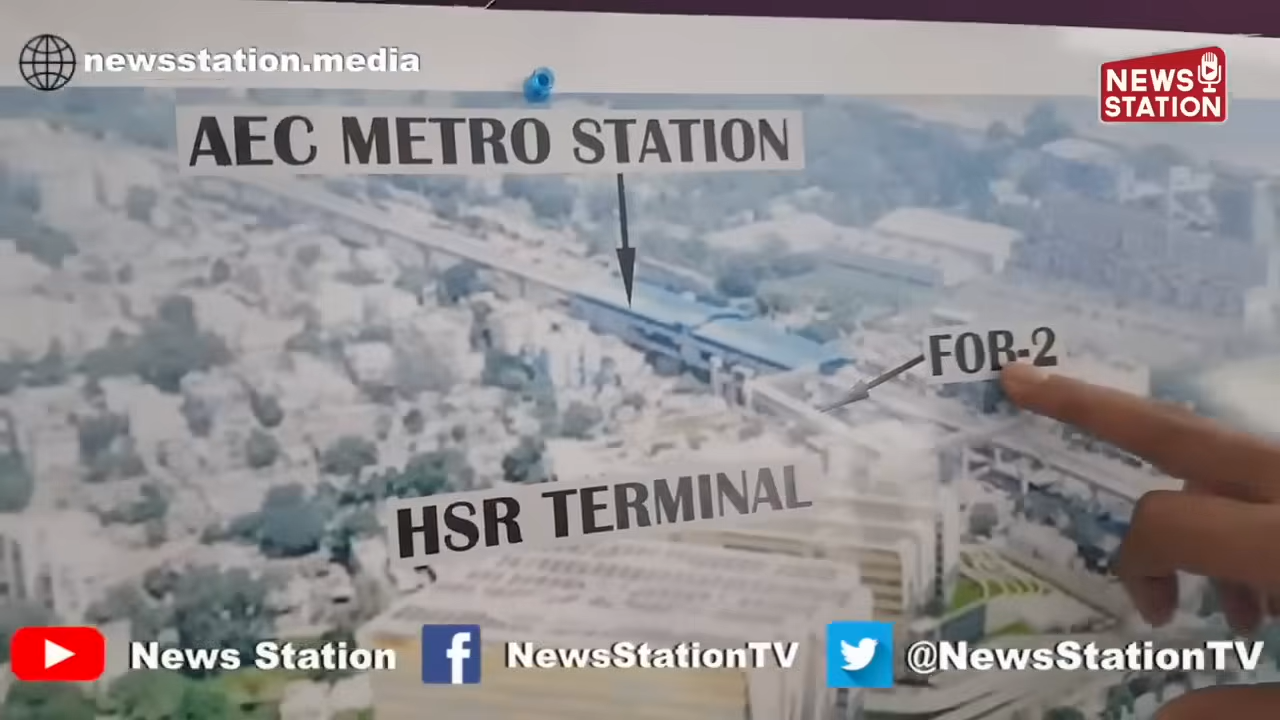 newsstation.media
NEWS
STATION
AEC METRO STATION
FOB-2
HSR TERMINAL
News Station
NewsStationTV
@NewsStationTV